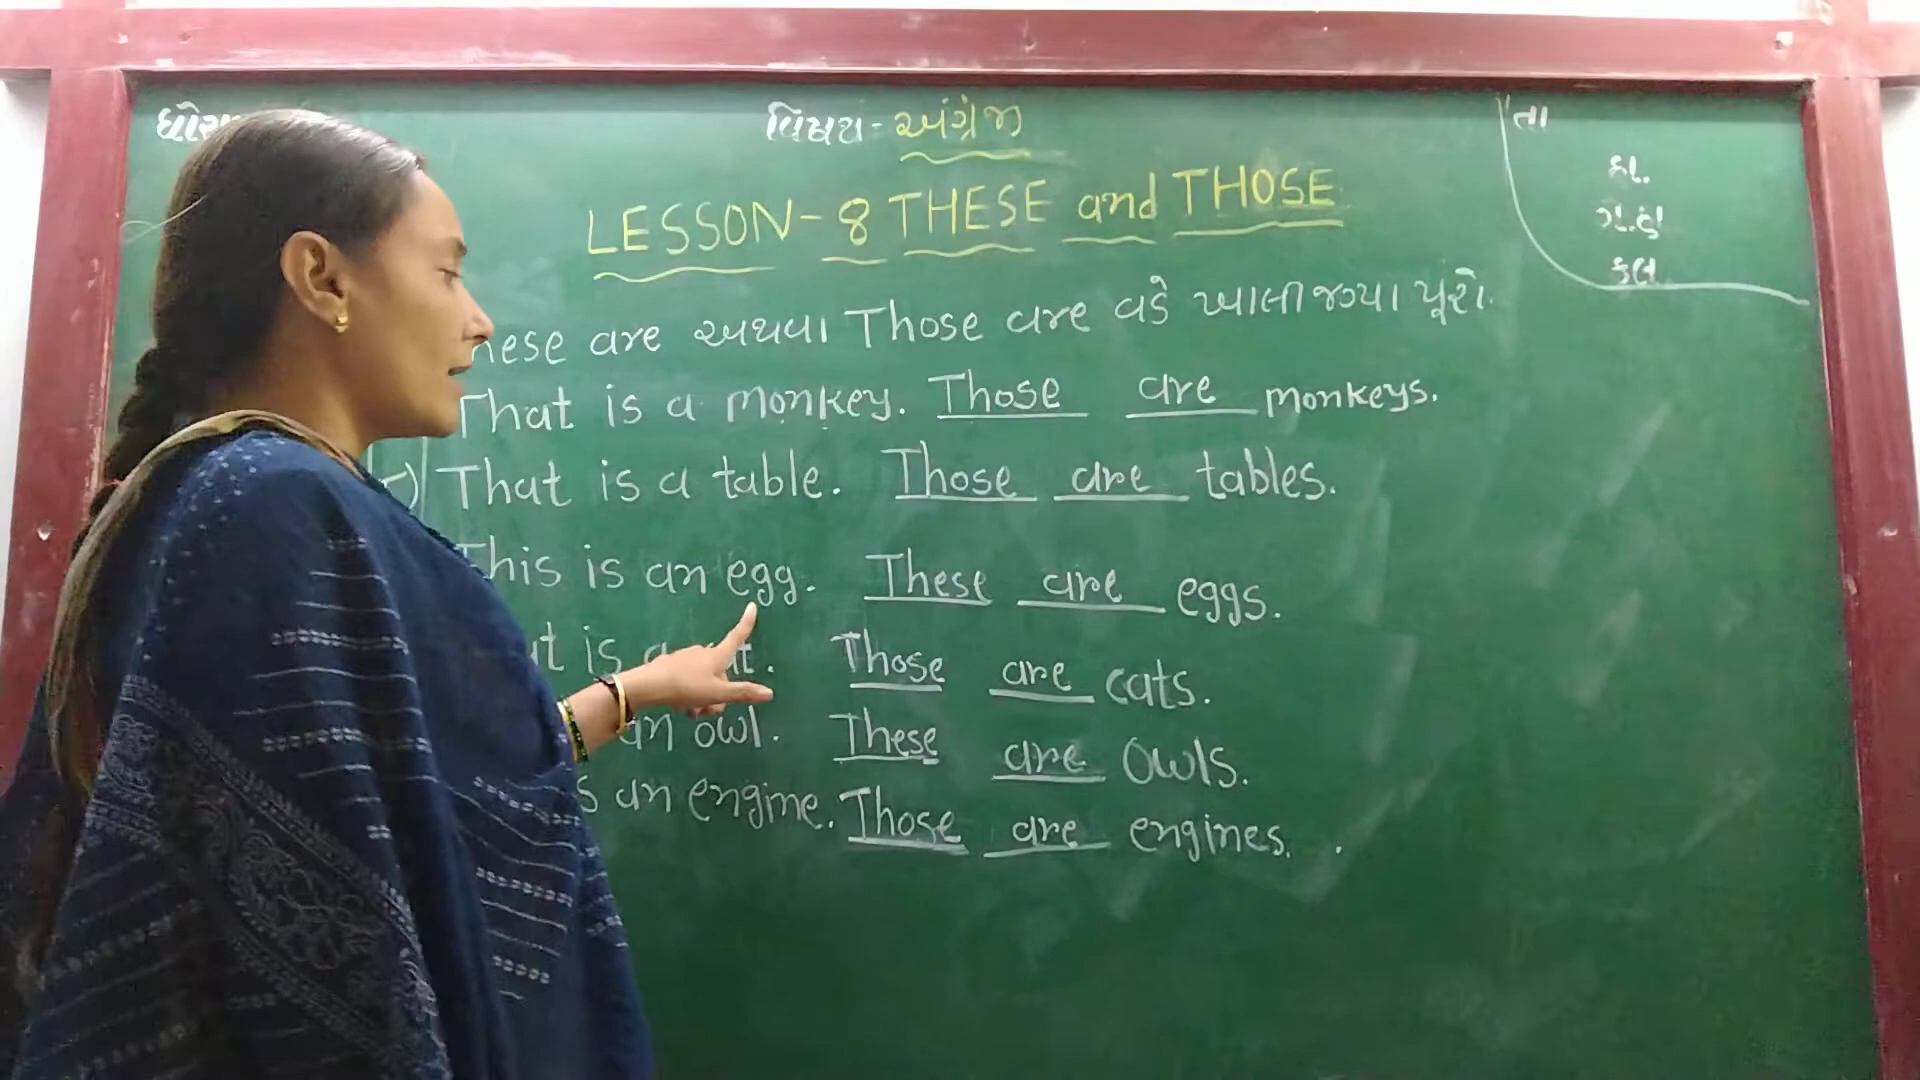 વિષય - અંગ્રેજી
તા
LESSON - 8 THESE and THOSE
are અથવા Those are વડે ખાલી જગ્યા પૂરો.
That is a monkey. Those are monkeys.
That is a table. Those are tables.
This is an egg. These are eggs.
is a cat. Those are cats.
an owl. These are owls.
an engine. Those are engines.